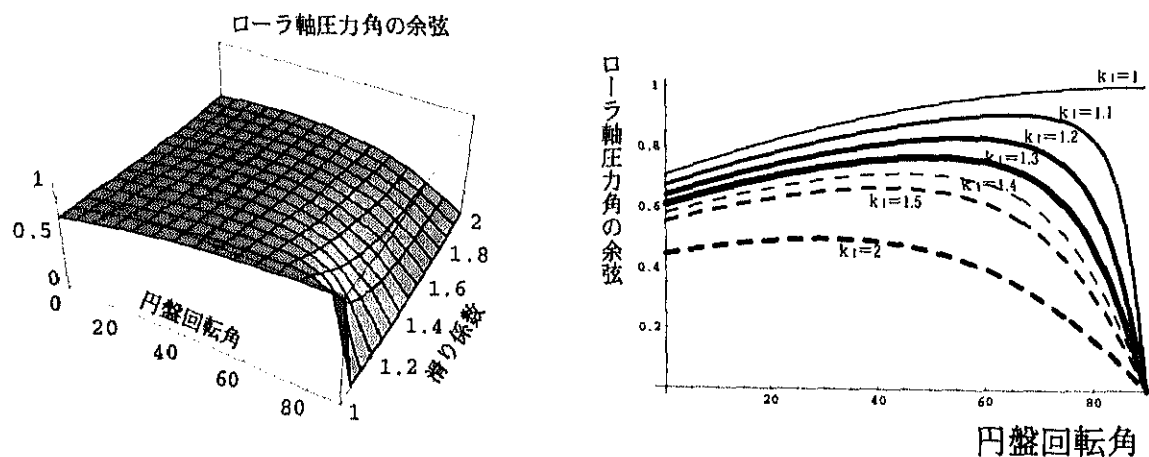 ローラ軸圧力角の余弦
1
0.5
0
0
20
40
60
80
円盤回転角
1
1.2
1.4
1.6
1.8
2
滑り係数
ローラ軸圧力角の余弦
1
0.8
0.6
0.4
0.2
20
40
60
80
k₁=1
k₁=1.1
k₁=1.2
k₁=1.3
k₁=1.4
k₁=1.5
k₁=2
円盤回転角